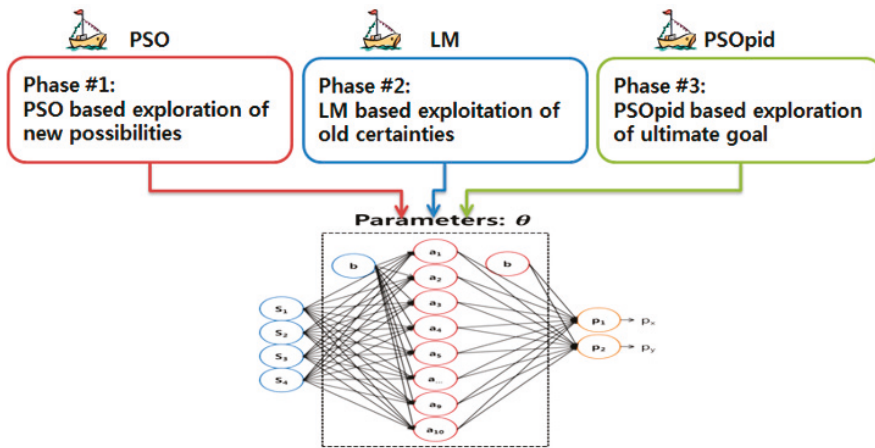 PSO
LM
PSOpid
Phase #1:
PSO based exploration of
new possibilities
Phase #2:
LM based exploitation of
old certainties
Phase #3:
PSOpid based exploration
of ultimate goal
Parameters: θ
b
a₁
a₂
a₃
a₄
a₅
a...
a₉
a₁₀
b
S₁
S₂
S₃
S₄
p₁
p₂
pₓ
p_y